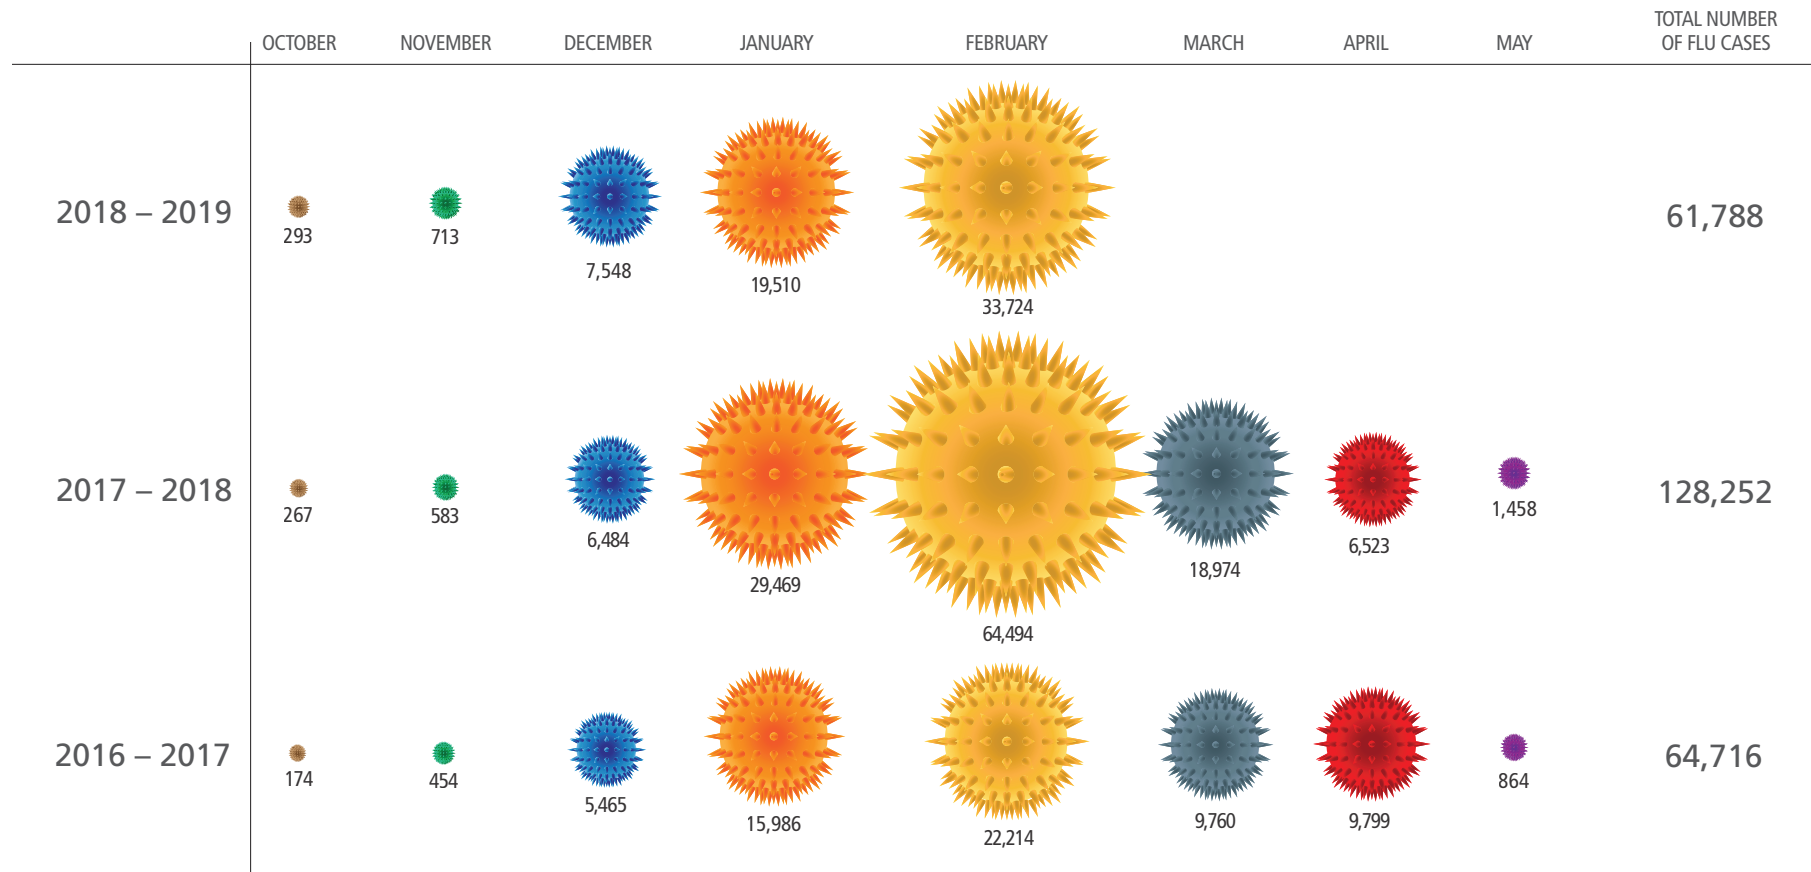 OCTOBER NOVEMBER DECEMBER JANUARY FEBRUARY MARCH APRIL MAY TOTAL NUMBER
OF FLU CASES
2018 – 2019 293 713 7,548 19,510 33,724 61,788
2017 – 2018 267 583 6,484 29,469 64,494 18,974 6,523 1,458 128,252
2016 – 2017 174 454 5,465 15,986 22,214 9,760 9,799 864 64,716